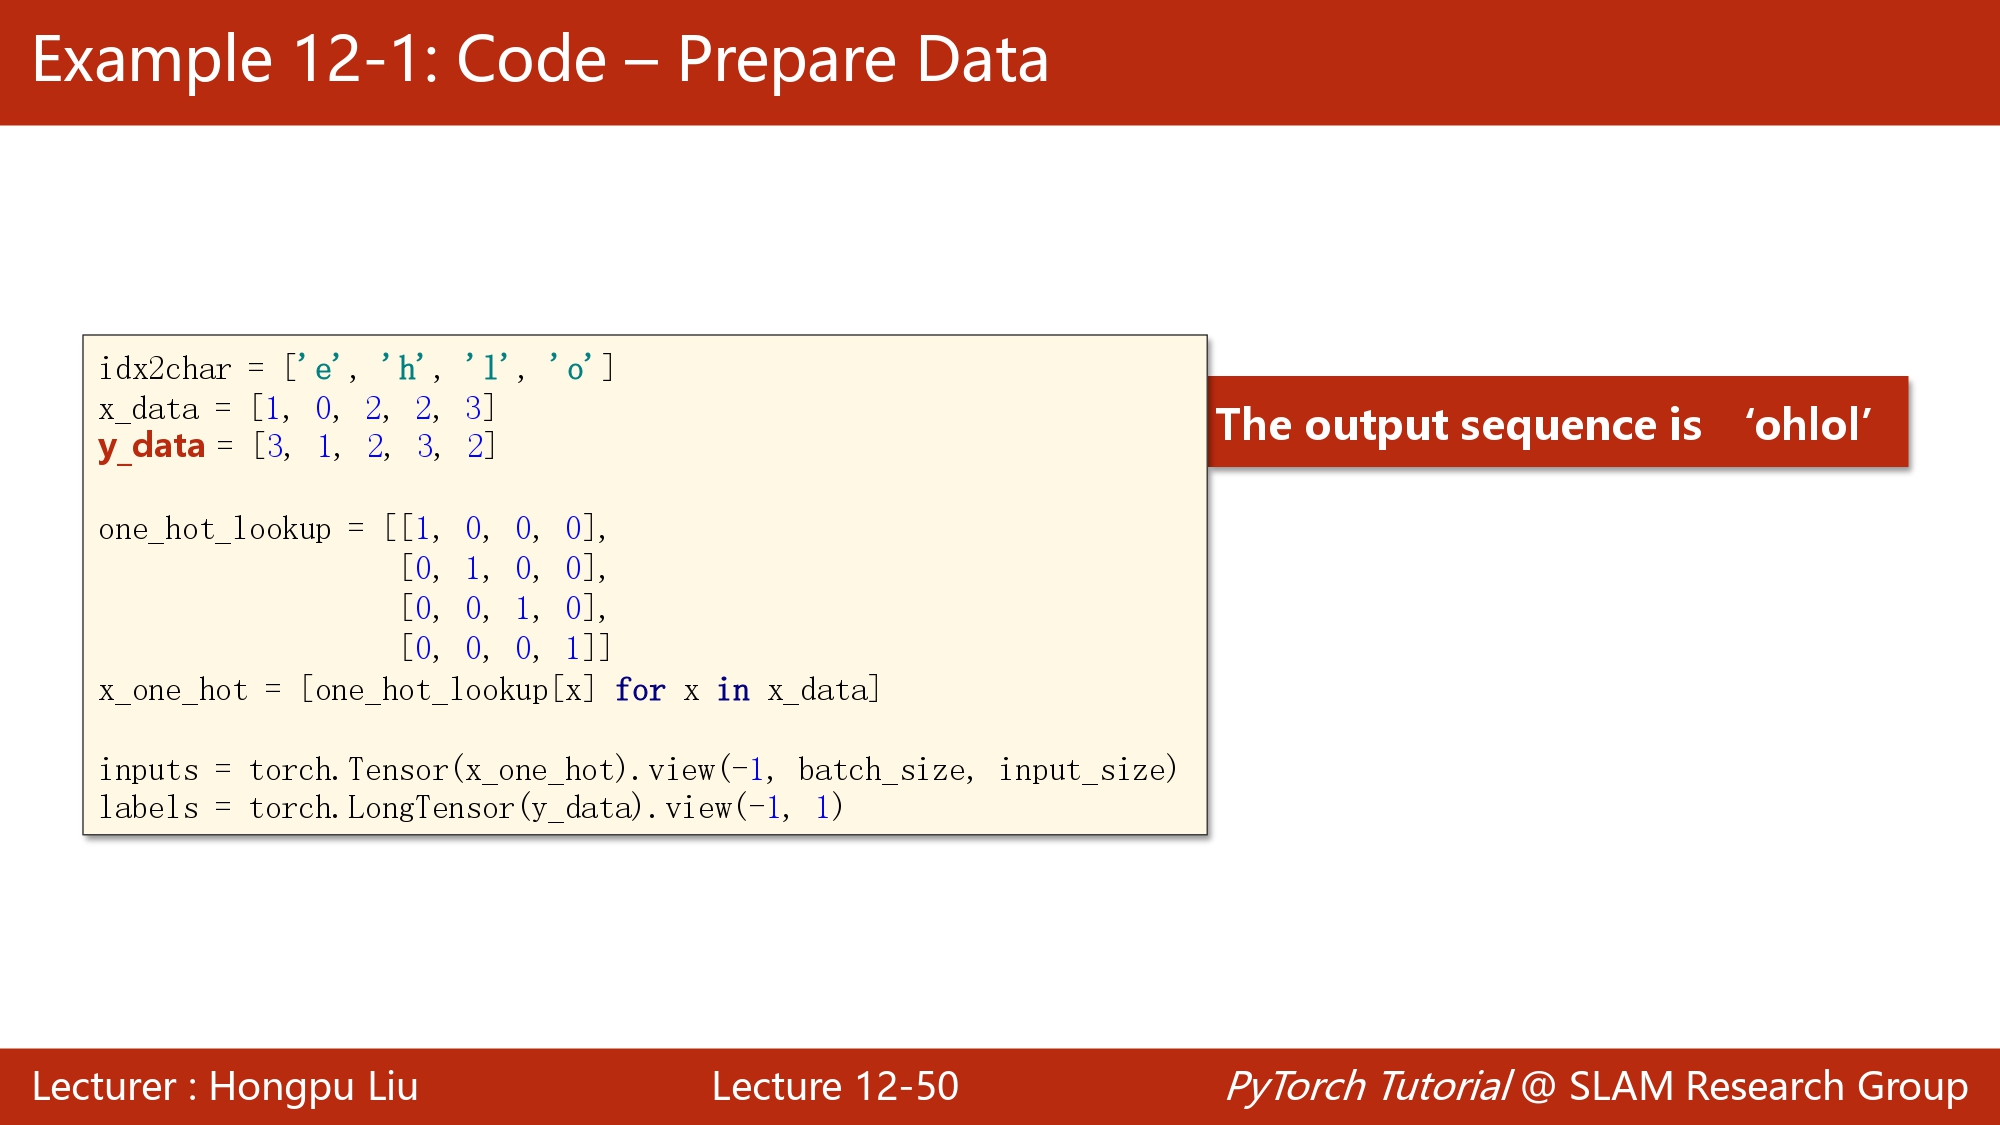 Example 12-1: Code – Prepare Data
idx2char = ['e', 'h', 'l', 'o']
x_data = [1, 0, 2, 2, 3]
y_data = [3, 1, 2, 3, 2]
The output sequence is ‘ohlol’
one_hot_lookup = [[1, 0, 0, 0],
[0, 1, 0, 0],
[0, 0, 1, 0],
[0, 0, 0, 1]]
x_one_hot = [one_hot_lookup[x] for x in x_data]
inputs = torch.Tensor(x_one_hot).view(-1, batch_size, input_size)
labels = torch.LongTensor(y_data).view(-1, 1)
Lecturer : Hongpu Liu
Lecture 12-50
PyTorch Tutorial @ SLAM Research Group